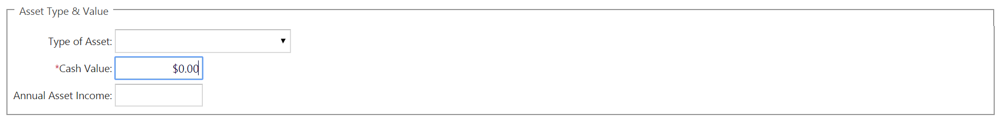 Asset Type & Value
Type of Asset:
*Cash Value: $0.00
Annual Asset Income: